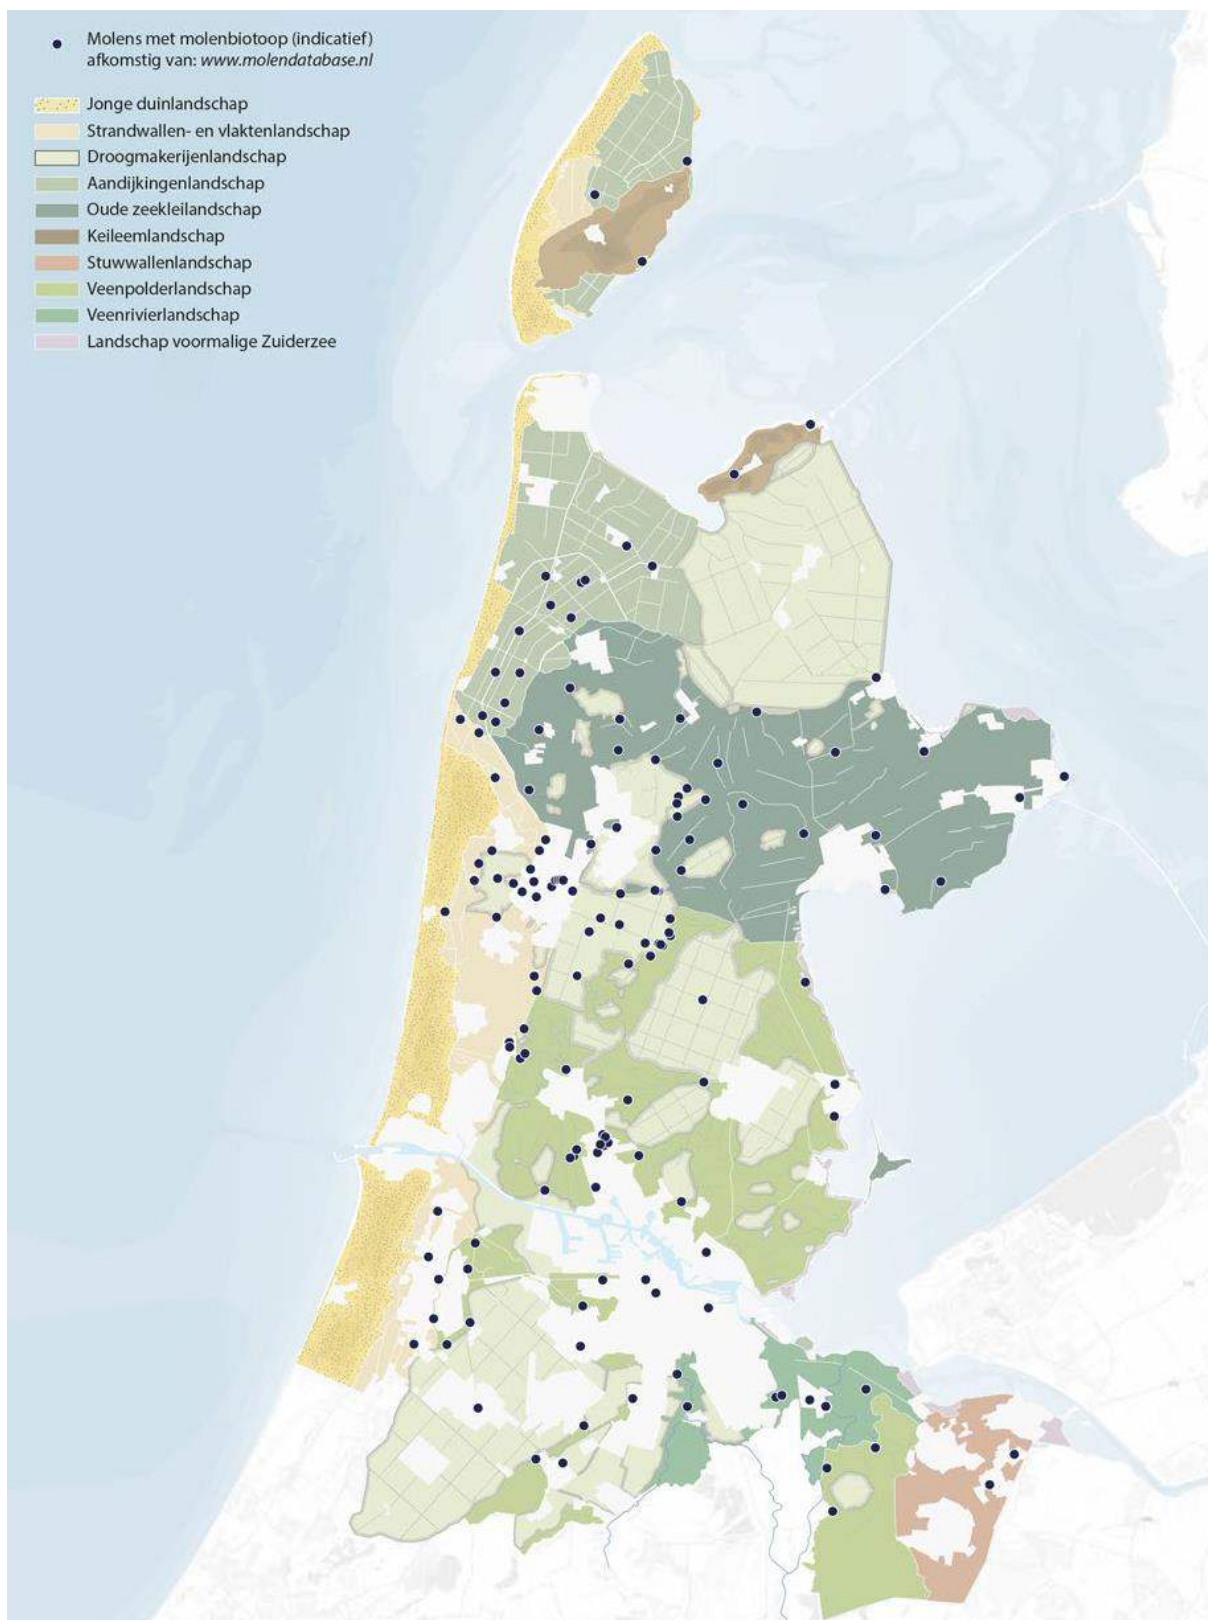 Molens met molenbiotoop (indicatief)
afkomstig van: www.molendatabase.nl
Jonge duinlandschap
Strandwallen- en vlaktenlandschap
Droogmakerijenlandschap
Aandijkingenlandschap
Oude zeekleilandschap
Keileemlandschap
Stuwwallenlandschap
Veenpolderlandschap
Veenrivierlandschap
Landschap voormalige Zuiderzee